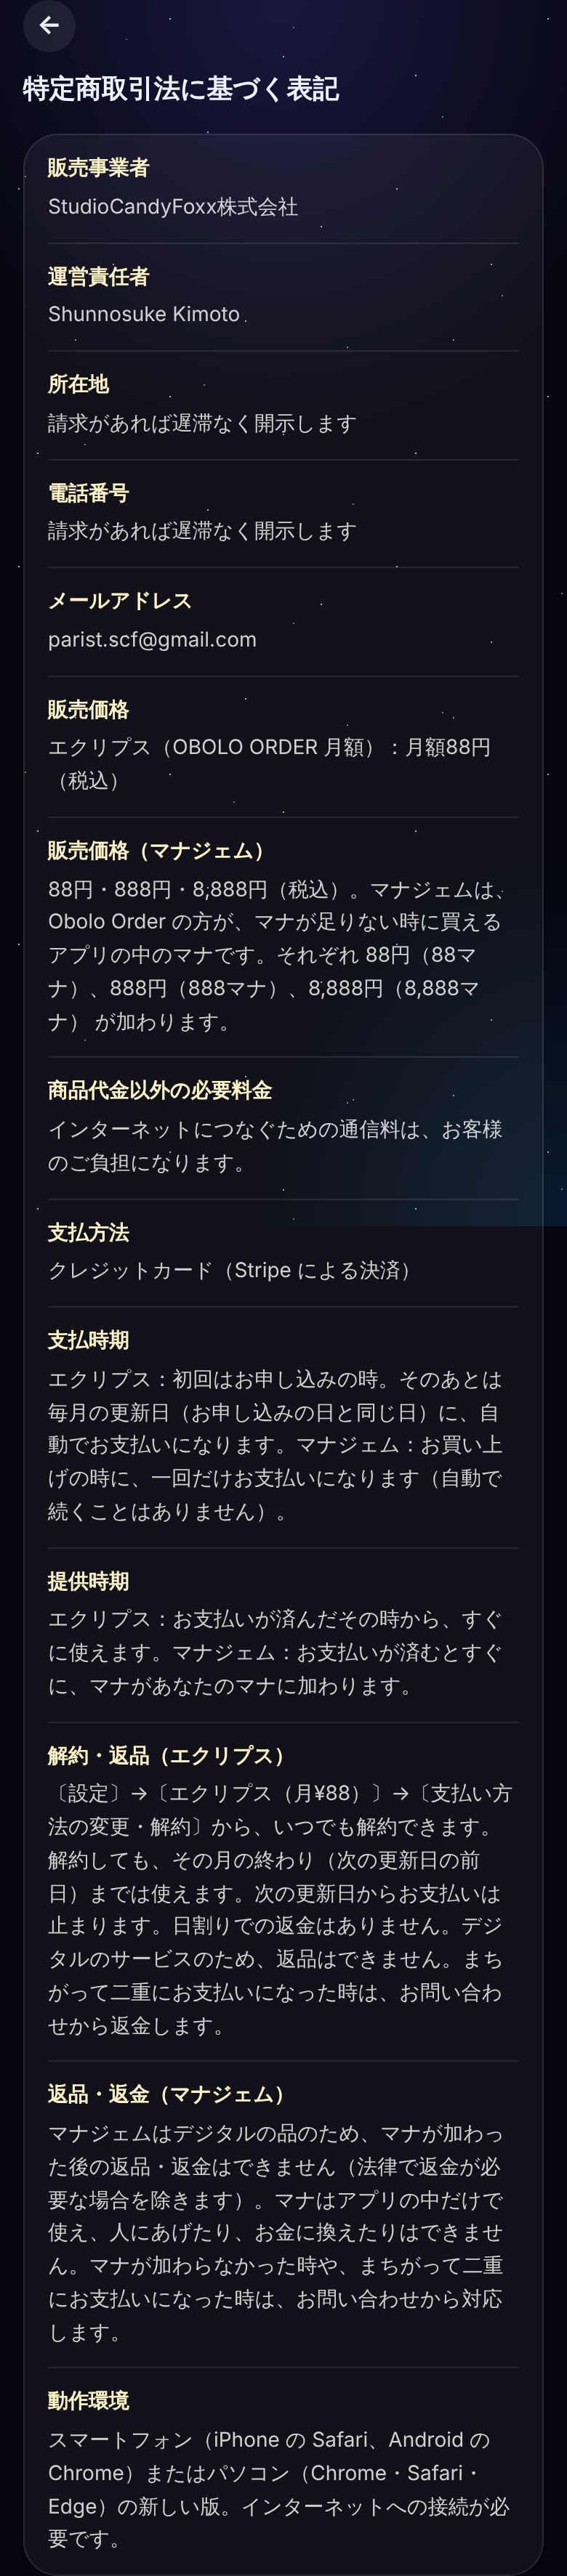 特定商取引法に基づく表記
販売事業者
StudioCandyFoxx株式会社
運営責任者
Shunnosuke Kimoto
所在地
請求があれば遅滞なく開示します
電話番号
請求があれば遅滞なく開示します
メールアドレス
parist.scf@gmail.com
販売価格
エクリプス（OBOLO ORDER 月額）：月額88円
（税込）
販売価格（マナジェム）
88円・888円・8,888円（税込）。マナジェムは、
Obolo Order の方が、マナが足りない時に買える
アプリの中のマナです。それぞれ 88円（88マ
ナ）、888円（888マナ）、8,888円（8,888マ
ナ） が加わります。
商品代金以外の必要料金
インターネットにつなぐための通信料は、お客様
のご負担になります。
支払方法
クレジットカード（Stripe による決済）
支払時期
エクリプス：初回はお申し込みの時。そのあとは
毎月の更新日（お申し込みの日と同じ日）に、自
動でお支払いになります。マナジェム：お買い上
げの時に、一回だけお支払いになります（自動で
続くことはありません）。
提供時期
エクリプス：お支払いが済んだその時から、すぐ
に使えます。マナジェム：お支払いが済むとすぐ
に、マナがあなたのマナに加わります。
解約・返品（エクリプス）
〔設定〕→〔エクリプス（月¥88）〕→〔支払い方
法の変更・解約〕から、いつでも解約できます。
解約しても、その月の終わり（次の更新日の前
日）までは使えます。次の更新日からお支払いは
止まります。日割りでの返金はありません。デジ
タルのサービスのため、返品はできません。まち
がって二重にお支払いになった時は、お問い合わ
せから返金します。
返品・返金（マナジェム）
マナジェムはデジタルの品のため、マナが加わっ
た後の返品・返金はできません（法律で返金が必
要な場合を除きます）。マナはアプリの中だけで
使え、人にあげたり、お金に換えたりはできませ
ん。マナが加わらなかった時や、まちがって二重
にお支払いになった時は、お問い合わせから対応
します。
動作環境
スマートフォン（iPhone の Safari、Android の
Chrome）またはパソコン（Chrome・Safari・
Edge）の新しい版。インターネットへの接続が必
要です。